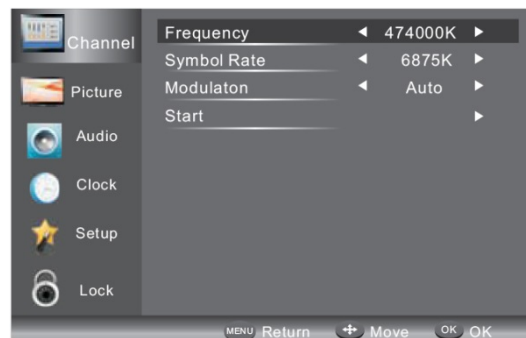 Channel
Picture
Audio
Clock
Setup
Lock
Frequency 474000K
Symbol Rate 6875K
Modulaton Auto
Start
MENU Return Move OK OK